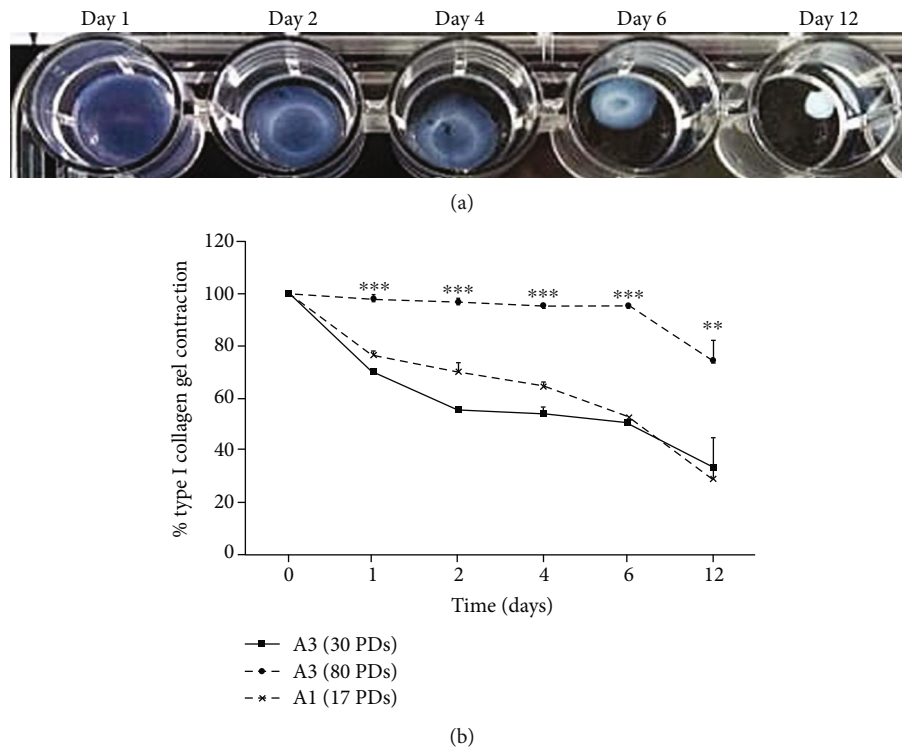 Day 1 Day 2 Day 4 Day 6 Day 12
(a)
% type I collagen gel contraction
120
100
80
60
40
20
0
*** *** *** *** **
0 1 2 4 6 12
Time (days)
A3 (30 PDs)
A3 (80 PDs)
A1 (17 PDs)
(b)